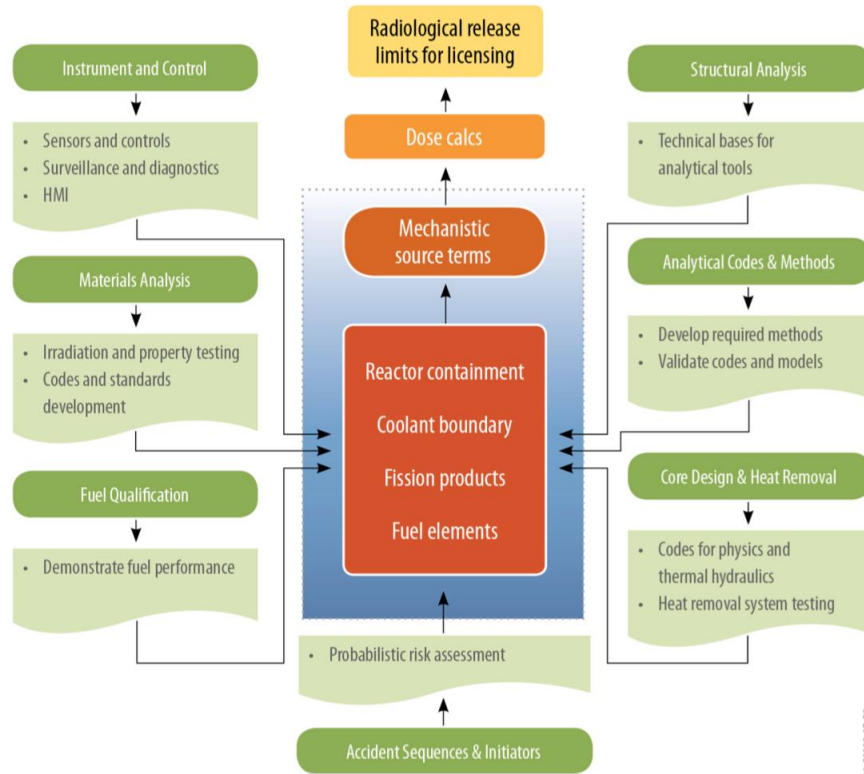 Radiological release
limits for licensing
Dose calcs
Mechanistic
source terms
Reactor containment
Coolant boundary
Fission products
Fuel elements
• Probabilistic risk assessment
Accident Sequences & Initiators
Instrument and Control
• Sensors and controls
• Surveillance and diagnostics
• HMI
Materials Analysis
• Irradiation and property testing
• Codes and standards
development
Fuel Qualification
• Demonstrate fuel performance
Structural Analysis
• Technical bases for
analytical tools
Analytical Codes & Methods
• Develop required methods
• Validate codes and models
Core Design & Heat Removal
• Codes for physics and
thermal hydraulics
• Heat removal system testing